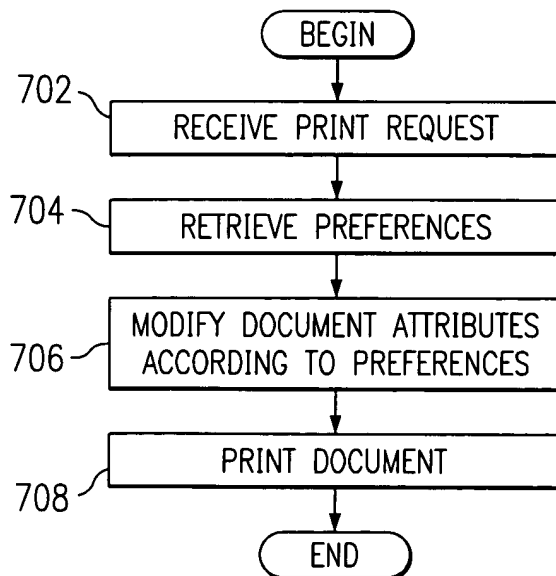 BEGIN
702
RECEIVE PRINT REQUEST
704
RETRIEVE PREFERENCES
706
MODIFY DOCUMENT ATTRIBUTES
ACCORDING TO PREFERENCES
708
PRINT DOCUMENT
END